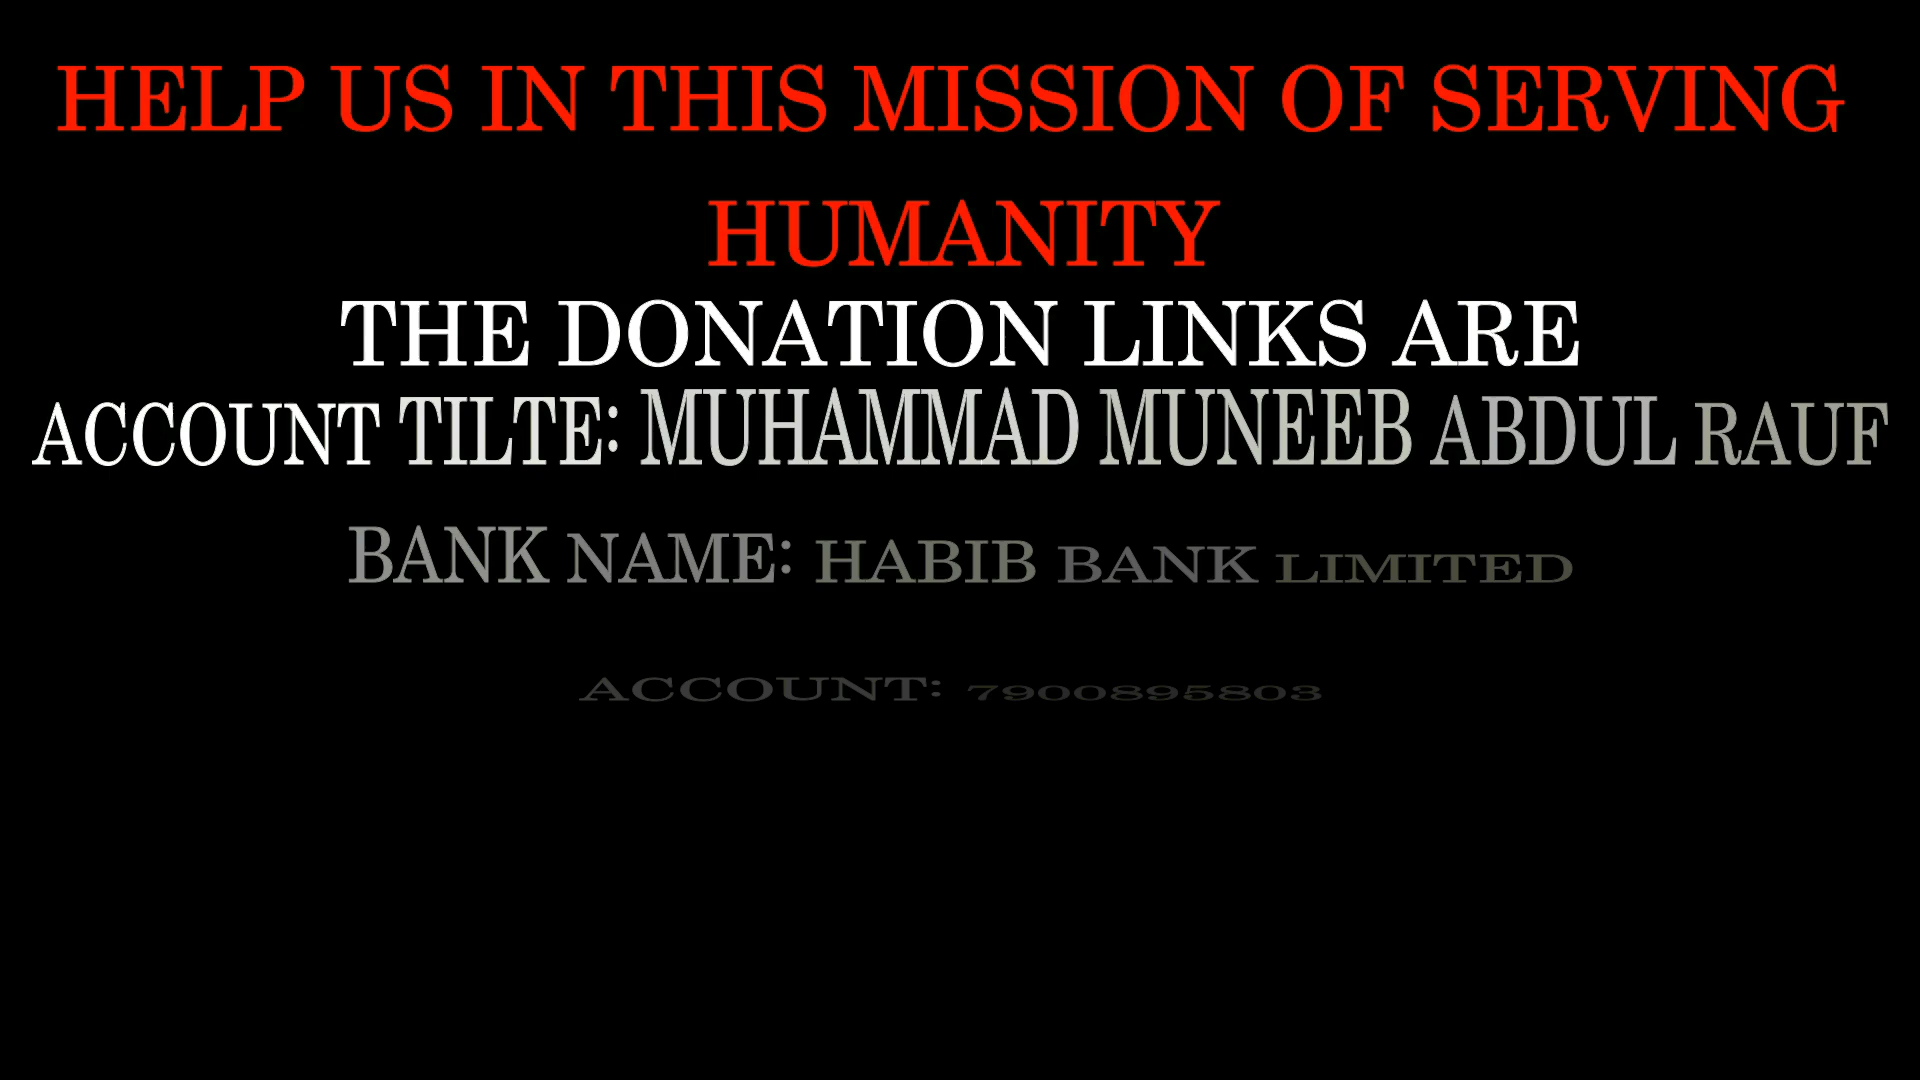 HELP US IN THIS MISSION OF SERVING
HUMANITY
THE DONATION LINKS ARE
ACCOUNT TILTE: MUHAMMAD MUNEEB ABDUL RAUF
BANK NAME: HABIB BANK LIMITED
ACCOUNT: 7900895803